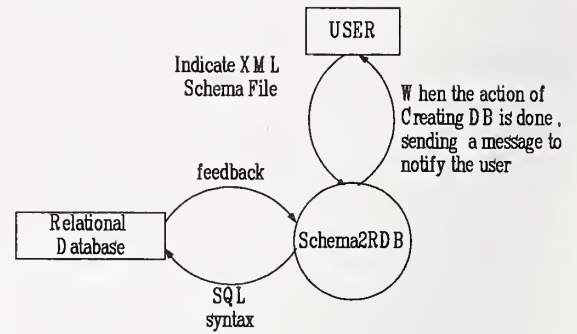 USER
Indicate XML
Schema File
When the action of
Creating DB is done,
sending a message to
notify the user
feedback
Relational
Database
Schema2RDB
SQL
syntax